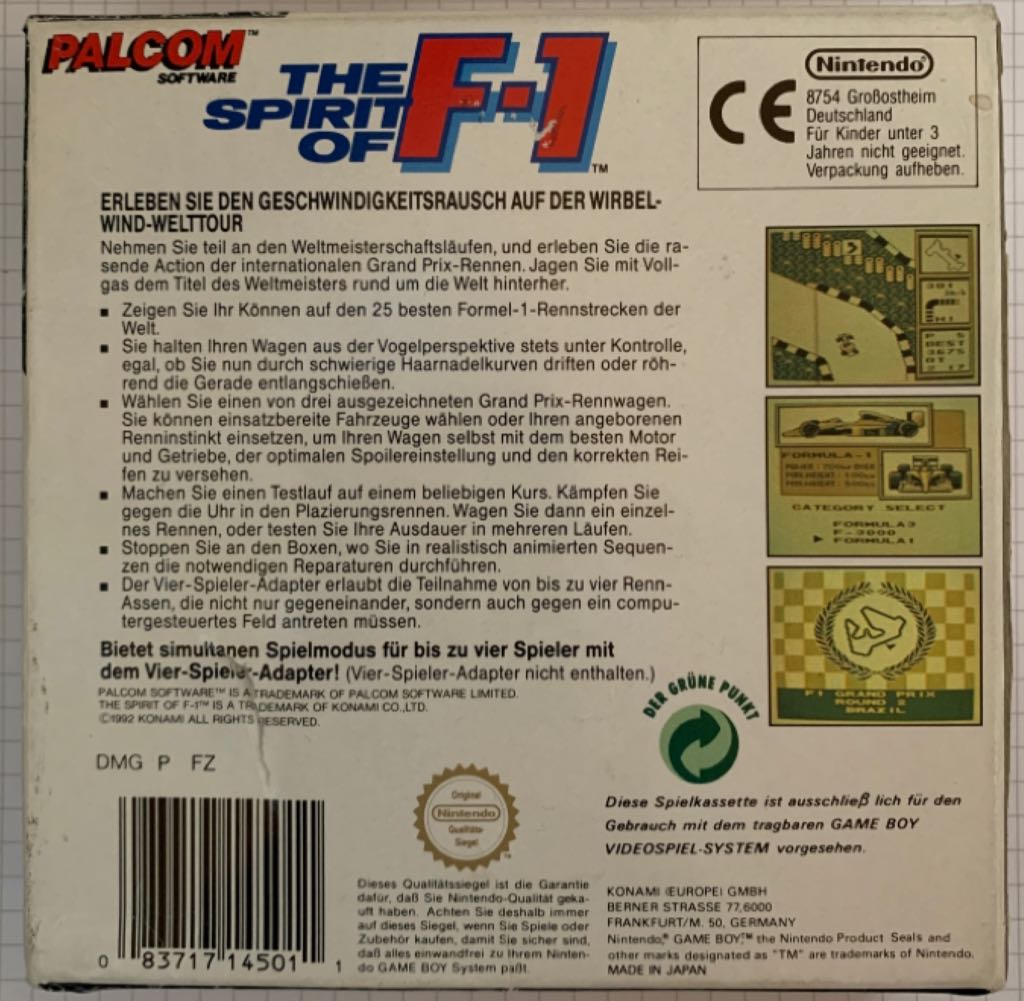 PALCOM™
SOFTWARE
THE
SPIRIT
OF
F-1™
Nintendo®
CE
8754 Großostheim
Deutschland
Für Kinder unter 3
Jahren nicht geeignet.
Verpackung aufheben.
ERLEBEN SIE DEN GESCHWINDIGKEITSRAUSCH AUF DER WIRBEL-
WIND-WELTTOUR
Nehmen Sie teil an den Weltmeisterschaftsläufen, und erleben Sie die ra-
sende Action der internationalen Grand Prix-Rennen. Jagen Sie mit Voll-
gas dem Titel des Weltmeisters rund um die Welt hinterher.
▪ Zeigen Sie Ihr Können auf den 25 besten Formel-1-Rennstrecken der
Welt.
▪ Sie halten Ihren Wagen aus der Vogelperspektive stets unter Kontrolle,
egal, ob Sie nun durch schwierige Haarnadelkurven driften oder röh-
rend die Gerade entlangschießen.
▪ Wählen Sie einen von drei ausgezeichneten Grand Prix-Rennwagen.
Sie können einsatzbereite Fahrzeuge wählen oder Ihren angeborenen
Renninstinkt einsetzen, um Ihren Wagen selbst mit dem besten Motor
und Getriebe, der optimalen Spoilereinstellung und den korrekten Rei-
fen zu versehen.
▪ Machen Sie einen Testlauf auf einem beliebigen Kurs. Kämpfen Sie
gegen die Uhr in den Plazierungsrennen. Wagen Sie dann ein einzel-
nes Rennen, oder testen Sie Ihre Ausdauer in mehreren Läufen.
▪ Stoppen Sie an den Boxen, wo Sie in realistisch animierten Sequen-
zen die notwendigen Reparaturen durchführen.
▪ Der Vier-Spieler-Adapter erlaubt die Teilnahme von bis zu vier Renn-
Assen, die nicht nur gegeneinander, sondern auch gegen ein compu-
tergesteuertes Feld antreten müssen.
Bietet simultanen Spielmodus für bis zu vier Spieler mit
dem Vier-Spieler-Adapter! (Vier-Spieler-Adapter nicht enthalten.)
PALCOM SOFTWARE™ IS A TRADEMARK OF PALCOM SOFTWARE LIMITED.
THE SPIRIT OF F-1™ IS A TRADEMARK OF KONAMI CO., LTD.
©1992 KONAMI ALL RIGHTS RESERVED.
BEST
FORMULA-1
CATEGORY SELECT
FORMULA3
F-3000
▶ FORMULA1
F1 GRAND PRIX
ROUND 2
BRAZIL
DER GRÜNE PUNKT
DMG P FZ
0 83717 14501 1
Original
Nintendo
Qualitäts-
Siegel
™
Dieses Qualitätssiegel ist die Garantie
dafür, daß Sie Nintendo-Qualität geka-
uft haben. Achten Sie deshalb immer
auf dieses Siegel, wenn Sie Spiele oder
Zubehör kaufen, damit Sie sicher sind,
daß alles einwandfrei zu Ihrem Ninten-
do GAME BOY System paßt.
Diese Spielkassette ist ausschließ lich für den
Gebrauch mit dem tragbaren GAME BOY
VIDEOSPIEL-SYSTEM vorgesehen.
KONAMI (EUROPE) GMBH
BERNER STRASSE 77,6000
FRANKFURT/M. 50, GERMANY
Nintendo,® GAME BOY,™ the Nintendo Product Seals and
other marks designated as "TM" are trademarks of Nintendo.
MADE IN JAPAN